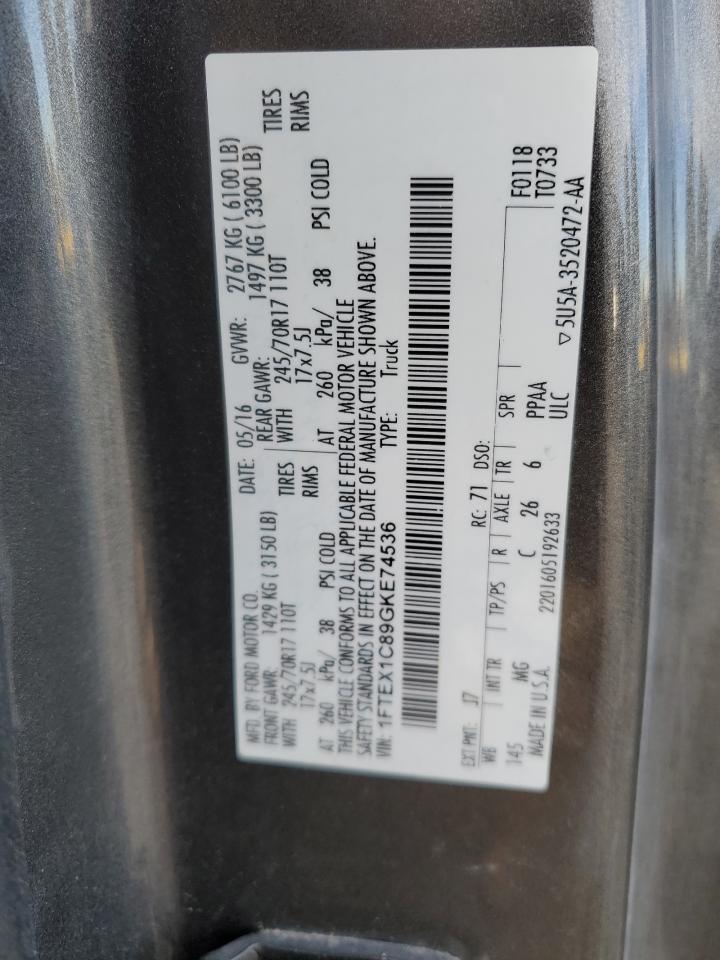 MFD. BY FORD MOTOR CO. DATE: 05/16 GVWR: 2767 KG ( 6100 LB)
FRONT GAWR: 1429 KG ( 3150 LB) REAR GAWR: 1497 KG ( 3300 LB)
WITH 245/70R17 110T TIRES WITH 245/70R17 110T TIRES
17x7.5J RIMS 17x7.5J RIMS
AT 260 kPa/ 38 PSI COLD AT 260 kPa/ 38 PSI COLD
THIS VEHICLE CONFORMS TO ALL APPLICABLE FEDERAL MOTOR VEHICLE
SAFETY STANDARDS IN EFFECT ON THE DATE OF MANUFACTURE SHOWN ABOVE.
VIN: 1FTEX1C89GKE74536 TYPE: Truck
EXT PNT: J7 RC: 71 DSO: F0118
WB INT TR TP/PS R AXLE TR SPR T0733
145 MG C 26 6 PPAA
MADE IN U.S.A. 2201605192633 ULC ▽5U5A-3520472-AA